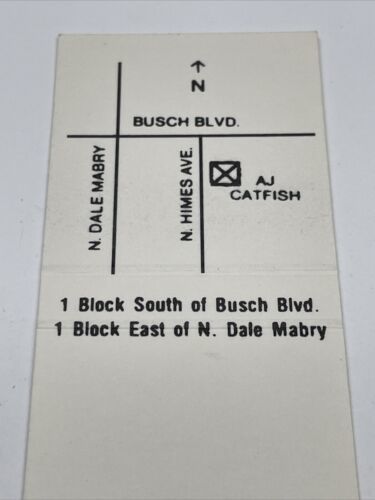 N
BUSCH BLVD.
N. DALE MABRY
N. HIMES AVE.
AJ
CATFISH
1 Block South of Busch Blvd.
1 Block East of N. Dale Mabry